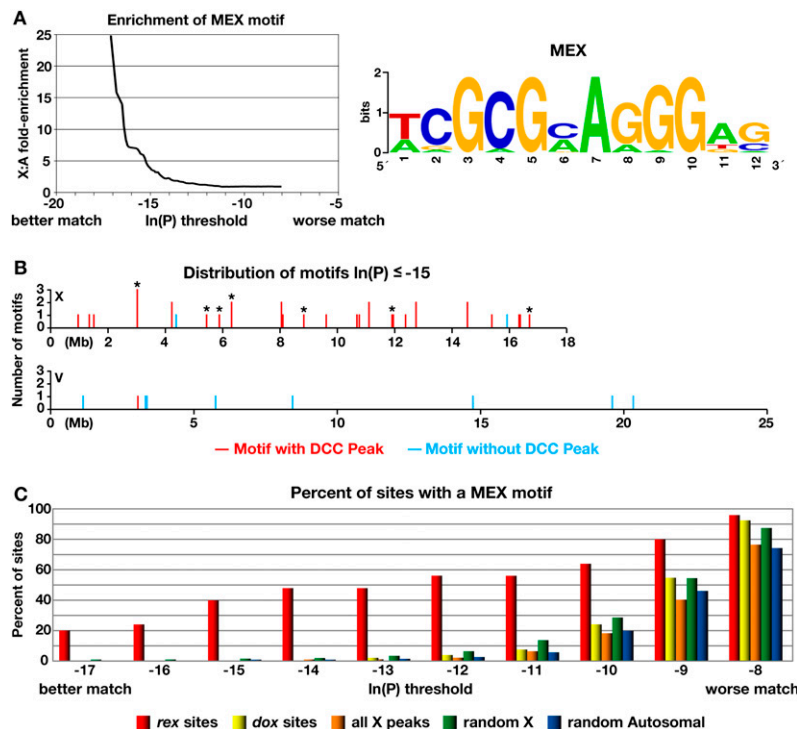 A
Enrichment of MEX motif
25
20
15
10
5
0
X:A fold-enrichment
-20 -15 -10 -5
better match ln(P) threshold worse match
MEX
2
1
0
bits
TCGCGCAGGGAG
ACAATC
1 2 3 4 5 6 7 8 9 10 11 12
5´ 3´
B
Distribution of motifs ln(P) ≤ -15
Number of motifs
X
3
2
1
0
* * * * * * *
0 (Mb) 2 4 6 8 10 12 14 16 18
V
3
2
1
0
0 (Mb) 5 10 15 20 25
Motif with DCC Peak Motif without DCC Peak
C
Percent of sites with a MEX motif
Percent of sites
100
80
60
40
20
0
-17 -16 -15 -14 -13 -12 -11 -10 -9 -8
better match ln(P) threshold worse match
rex sites dox sites all X peaks random X random Autosomal